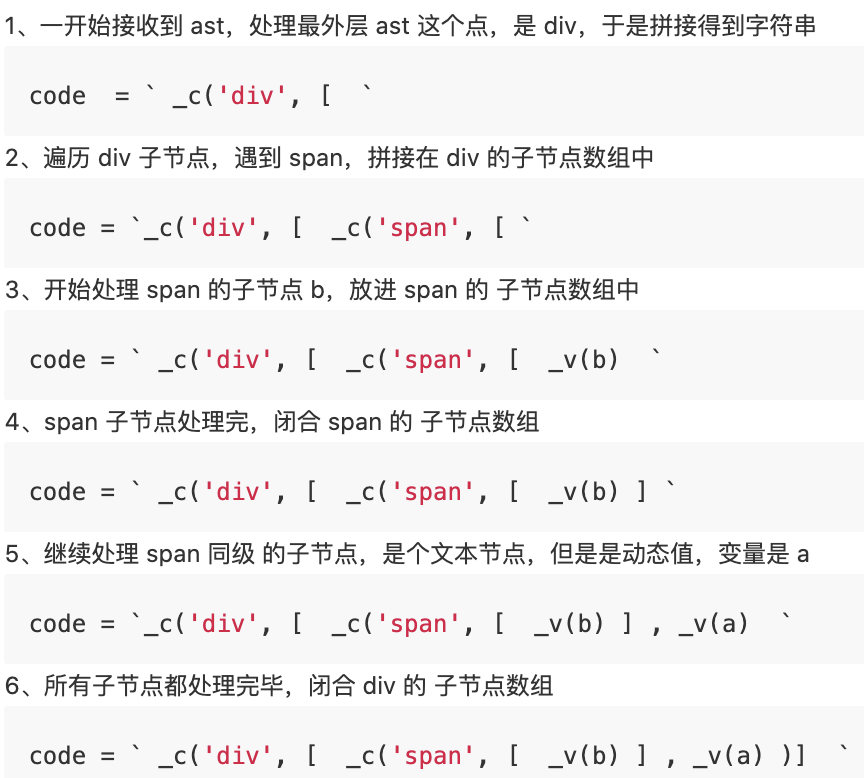 1、一开始接收到 ast，处理最外层 ast 这个点，是 div，于是拼接得到字符串
code  = ` _c('div', [  `
2、遍历 div 子节点，遇到 span，拼接在 div 的子节点数组中
code = `_c('div', [  _c('span', [ `
3、开始处理 span 的子节点 b，放进 span 的 子节点数组中
code = ` _c('div', [  _c('span', [  _v(b)  `
4、span 子节点处理完，闭合 span 的 子节点数组
code = ` _c('div', [  _c('span', [  _v(b) ] `
5、继续处理 span 同级 的子节点，是个文本节点，但是是动态值，变量是 a
code = `_c('div', [  _c('span', [  _v(b) ] , _v(a)  `
6、所有子节点都处理完毕，闭合 div 的 子节点数组
code = ` _c('div', [  _c('span', [  _v(b) ] , _v(a) )]  `